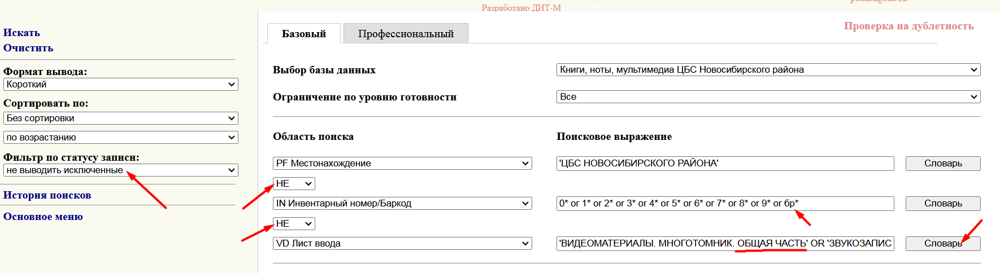 Разработано ДИТ-М
Искать
Очистить
Формат вывода:
Короткий
Сортировать по:
Без сортировки
по возрастанию
Фильтр по статусу записи:
не выводить исключенные
История поисков
Основное меню
Базовый
Профессиональный
Проверка на дублетность
Выбор базы данных
Книги, ноты, мультимедиа ЦБС Новосибирского района
Ограничение по уровню готовности
Все
Область поиска
Поисковое выражение
PF Местонахождение
'ЦБС НОВОСИБИРСКОГО РАЙОНА'
Словарь
НЕ
IN Инвентарный номер/Баркод
0* or 1* or 2* or 3* or 4* or 5* or 6* or 7* or 8* or 9* or бр*
Словарь
НЕ
VD Лист ввода
'ВИДЕОМАТЕРИАЛЫ. МНОГОТОМНИК. ОБЩАЯ ЧАСТЬ' OR 'ЗВУКОЗАПИС
Словарь